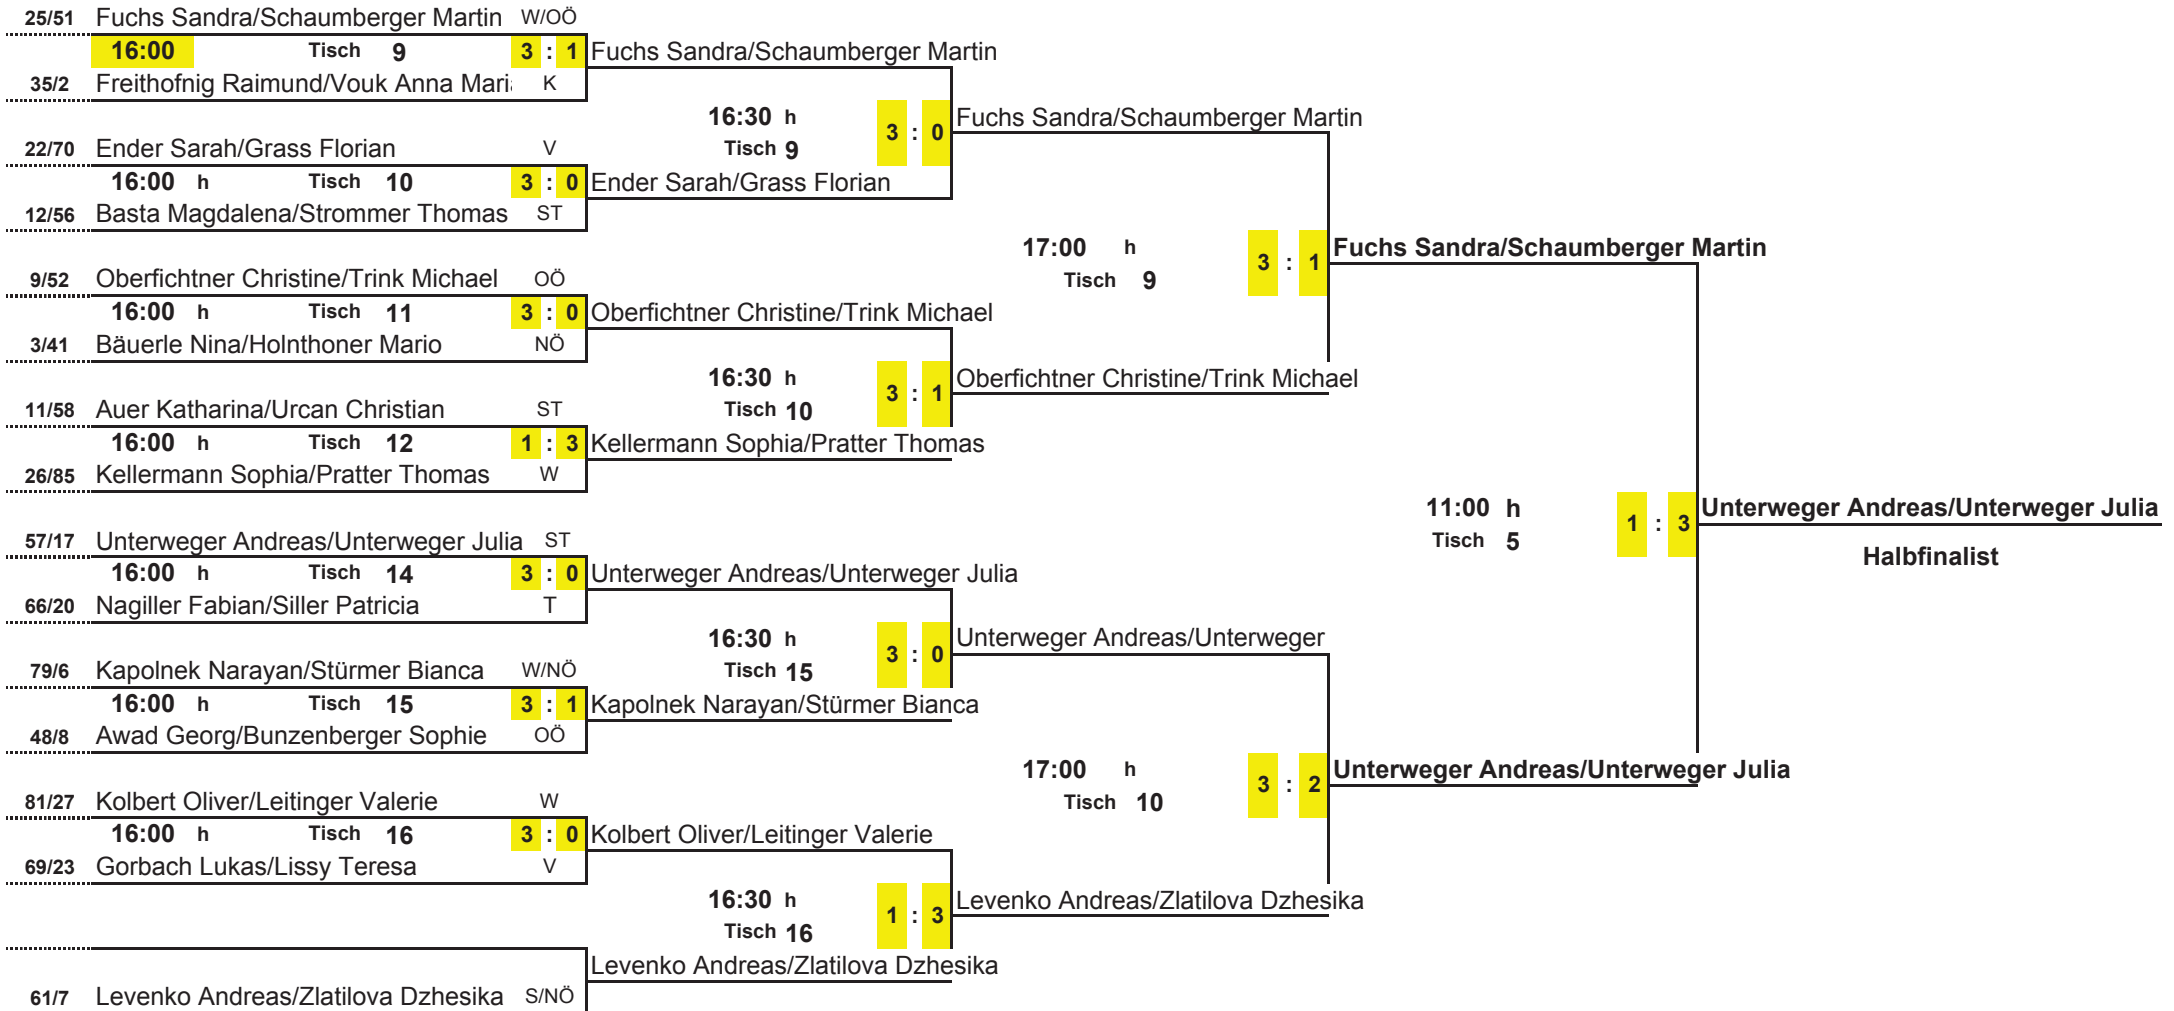 25/51 Fuchs Sandra/Schaumberger Martin W/OÖ
16:00 Tisch 9 3 : 1 Fuchs Sandra/Schaumberger Martin
35/2 Freithofnig Raimund/Vouk Anna Mari K
16:30 h 3 : 0 Fuchs Sandra/Schaumberger Martin
Tisch 9
22/70 Ender Sarah/Grass Florian V
16:00 h Tisch 10 3 : 0 Ender Sarah/Grass Florian
12/56 Basta Magdalena/Strommer Thomas ST
17:00 h 3 : 1 Fuchs Sandra/Schaumberger Martin
Tisch 9
9/52 Oberfichtner Christine/Trink Michael OÖ
16:00 h Tisch 11 3 : 0 Oberfichtner Christine/Trink Michael
3/41 Bäuerle Nina/Holnthoner Mario NÖ
16:30 h 3 : 1 Oberfichtner Christine/Trink Michael
Tisch 10
11/58 Auer Katharina/Urcan Christian ST
16:00 h Tisch 12 1 : 3 Kellermann Sophia/Pratter Thomas
26/85 Kellermann Sophia/Pratter Thomas W
11:00 h 1 : 3 Unterweger Andreas/Unterweger Julia
Tisch 5
Halbfinalist
57/17 Unterweger Andreas/Unterweger Julia ST
16:00 h Tisch 14 3 : 0 Unterweger Andreas/Unterweger Julia
66/20 Nagiller Fabian/Siller Patricia T
16:30 h 3 : 0 Unterweger Andreas/Unterweger
Tisch 15
79/6 Kapolnek Narayan/Stürmer Bianca W/NÖ
16:00 h Tisch 15 3 : 1 Kapolnek Narayan/Stürmer Bianca
48/8 Awad Georg/Bunzenberger Sophie OÖ
17:00 h 3 : 2 Unterweger Andreas/Unterweger Julia
Tisch 10
81/27 Kolbert Oliver/Leitinger Valerie W
16:00 h Tisch 16 3 : 0 Kolbert Oliver/Leitinger Valerie
69/23 Gorbach Lukas/Lissy Teresa V
16:30 h 1 : 3 Levenko Andreas/Zlatilova Dzhesika
Tisch 16
Levenko Andreas/Zlatilova Dzhesika
61/7 Levenko Andreas/Zlatilova Dzhesika S/NÖ